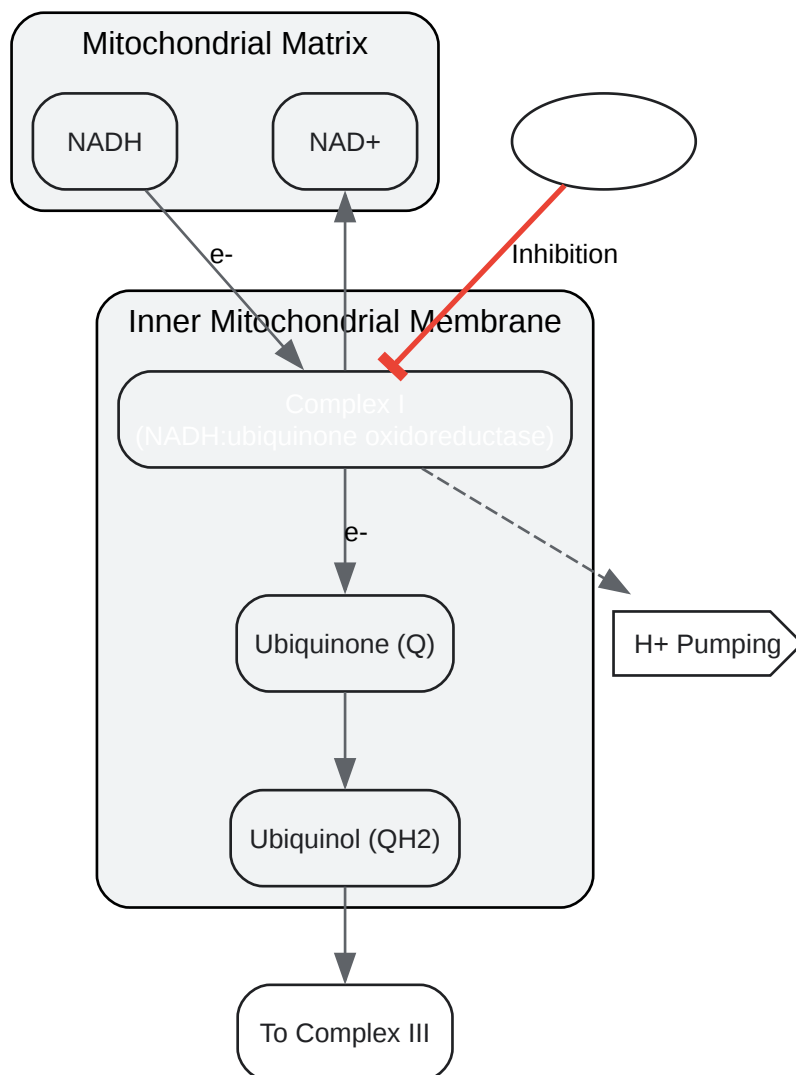 Mitochondrial Matrix
NADH
NAD+
e-
Inhibition
Inner Mitochondrial Membrane
Complex I
(NADH:ubiquinone oxidoreductase)
e-
Ubiquinone (Q)
H+ Pumping
Ubiquinol (QH2)
To Complex III